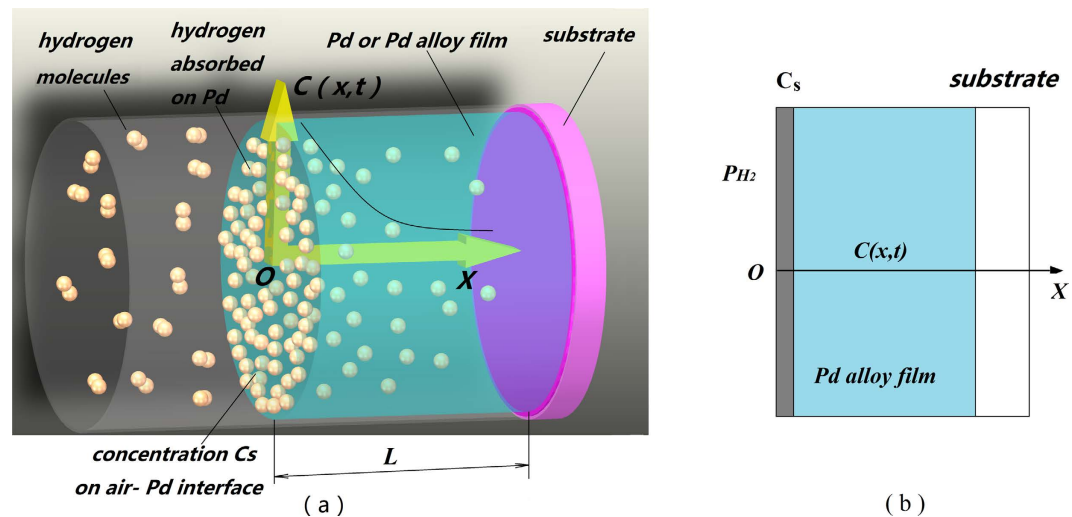 hydrogen
molecules
hydrogen
absorbed
on Pd
Pd or Pd alloy film
substrate
C ( x,t )
O
X
concentration Cs
on air- Pd interface
L
( a )
Cs
substrate
PH2
C(x,t)
O
X
Pd alloy film
( b )